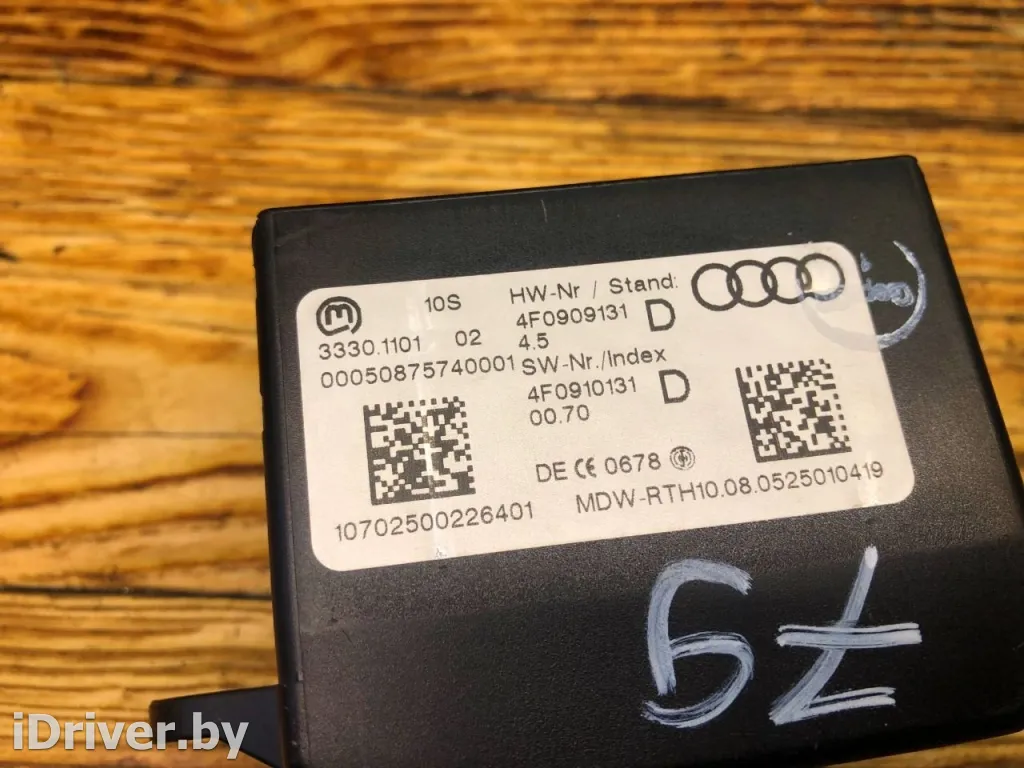 m 10S HW-Nr / Stand:
3330.1101 02 4F0909131 D
4.5
00050875740001 SW-Nr./Index
4F0910131 D
00.70
DE CE 0678
10702500226401 MDW-RTH10.08.0525010419
iDriver.by